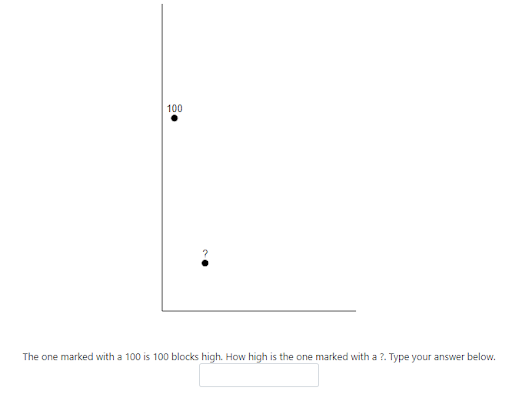 100
?
The one marked with a 100 is 100 blocks high. How high is the one marked with a ?. Type your answer below.